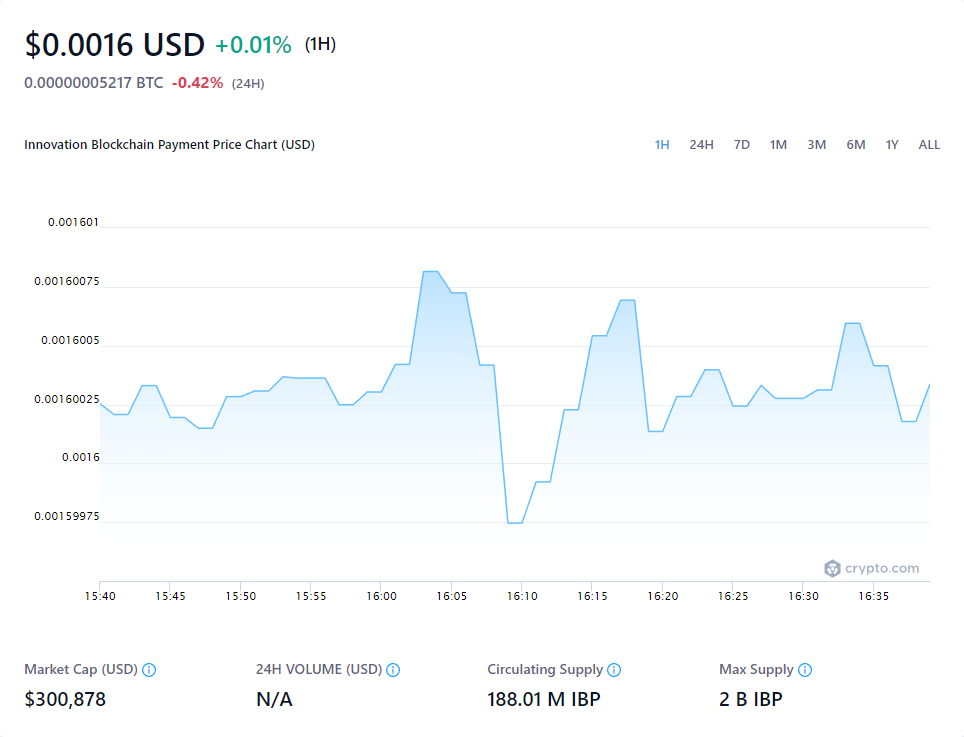 $0.0016 USD +0.01% (1H)
0.00000005217 BTC -0.42% (24H)
Innovation Blockchain Payment Price Chart (USD)
1H 24H 7D 1M 3M 6M 1Y ALL
0.001601
0.00160075
0.0016005
0.00160025
0.0016
0.00159975
crypto.com
15:40 15:45 15:50 15:55 16:00 16:05 16:10 16:15 16:20 16:25 16:30 16:35
Market Cap (USD) 24H VOLUME (USD) Circulating Supply Max Supply
$300,878 N/A 188.01 M IBP 2 B IBP